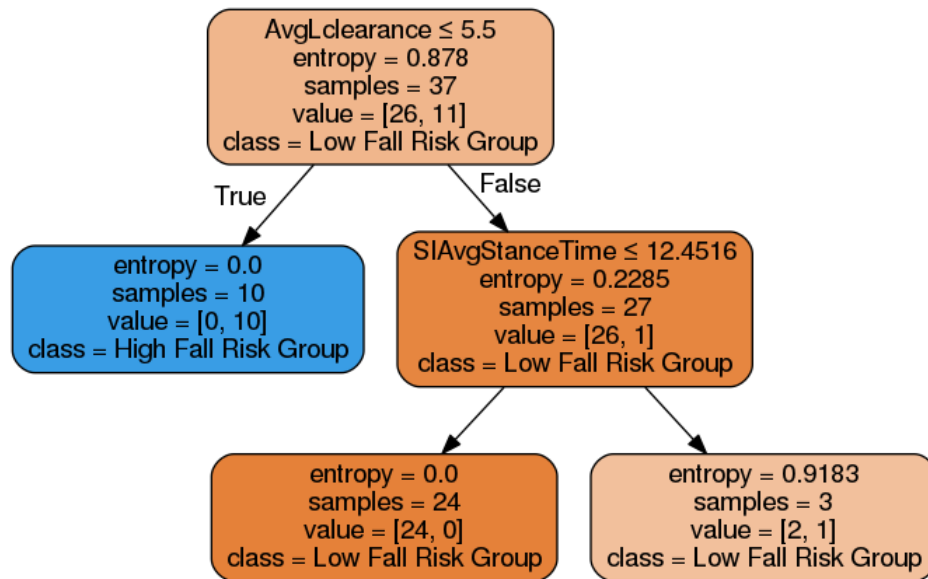 AvgLclearance ≤ 5.5
entropy = 0.878
samples = 37
value = [26, 11]
class = Low Fall Risk Group
True
False
entropy = 0.0
samples = 10
value = [0, 10]
class = High Fall Risk Group
SIAvgStanceTime ≤ 12.4516
entropy = 0.2285
samples = 27
value = [26, 1]
class = Low Fall Risk Group
entropy = 0.0
samples = 24
value = [24, 0]
class = Low Fall Risk Group
entropy = 0.9183
samples = 3
value = [2, 1]
class = Low Fall Risk Group